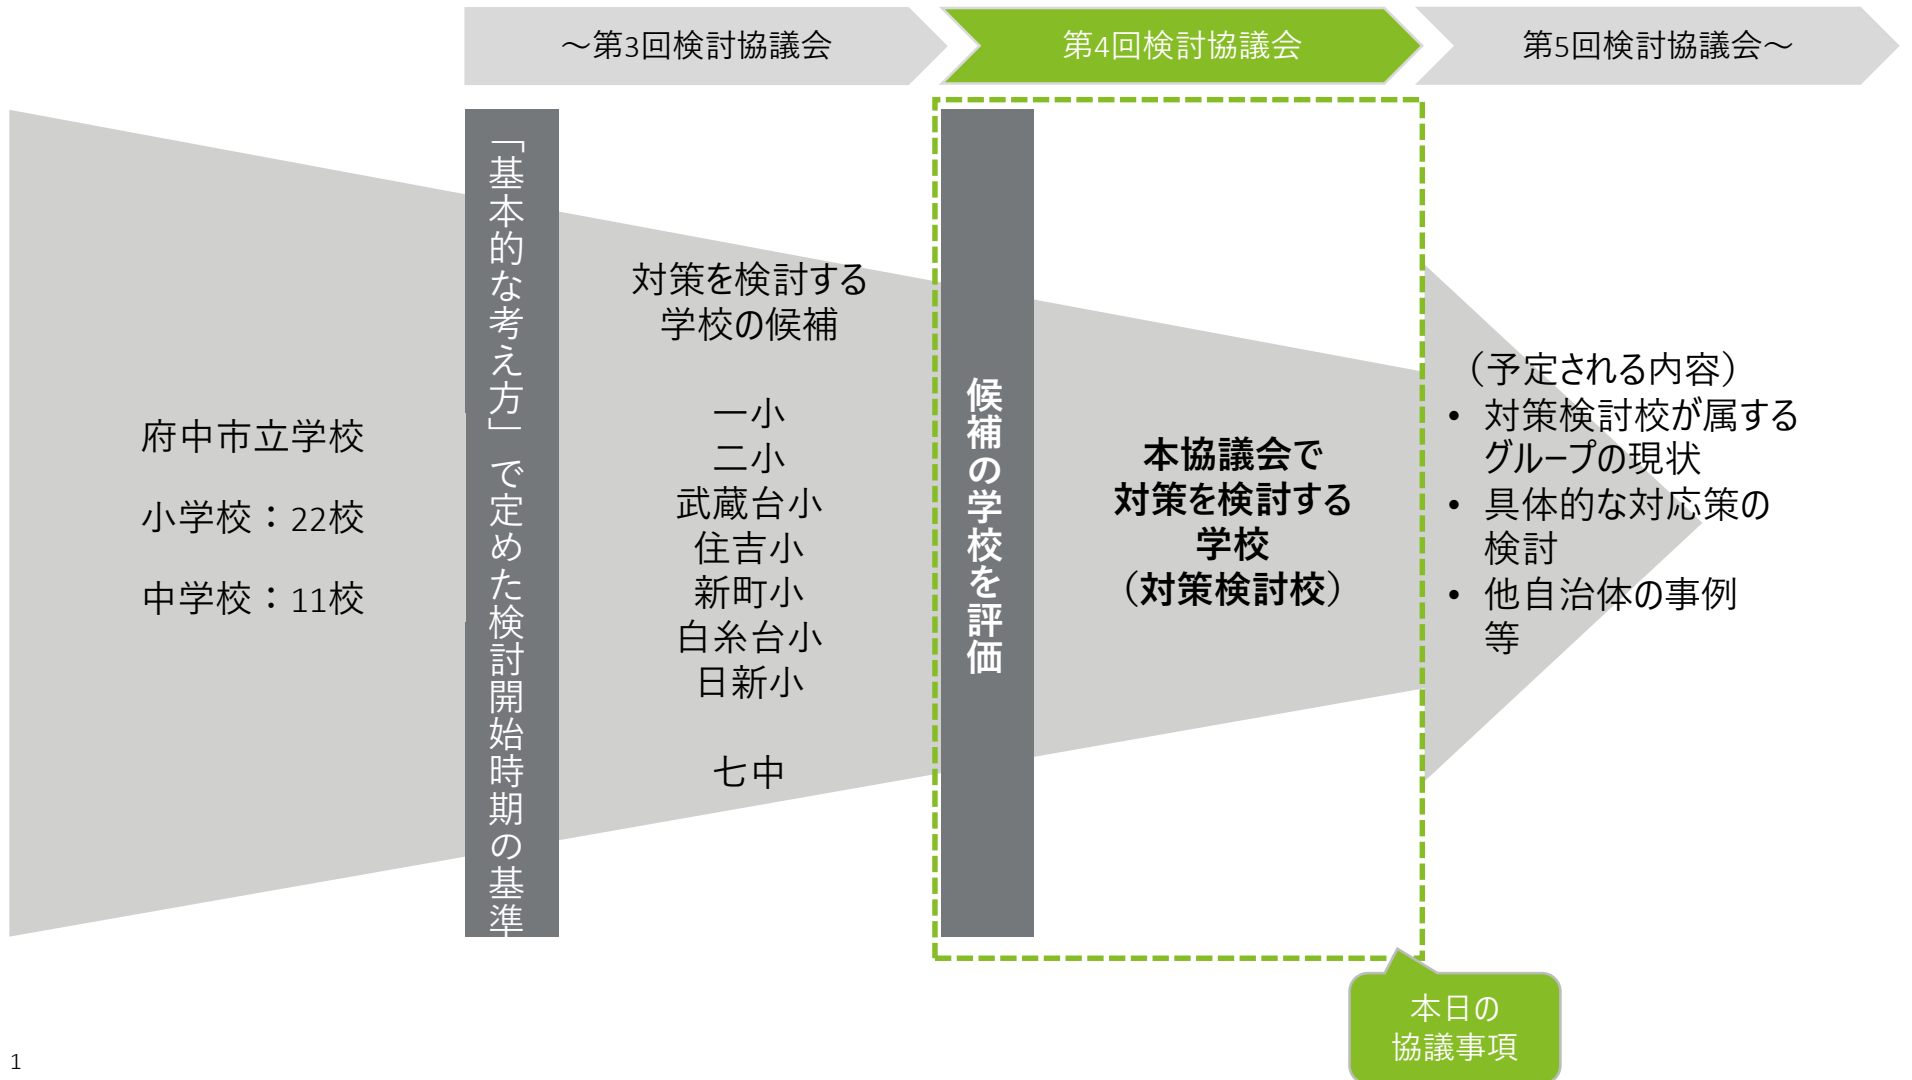 ～第3回検討協議会
第4回検討協議会
第5回検討協議会～
府中市立学校
小学校：22校
中学校：11校
「基本的な考え方」で定めた検討開始時期の基準
対策を検討する
学校の候補
一小
二小
武蔵台小
住吉小
新町小
白糸台小
日新小
七中
候補の学校を評価
本協議会で
対策を検討する
学校
（対策検討校）
（予定される内容）
• 対策検討校が属する
グループの現状
• 具体的な対応策の
検討
• 他自治体の事例
等
本日の
協議事項
1